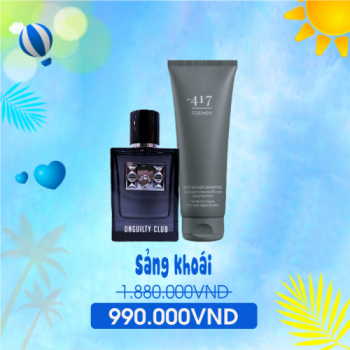 -417
FOR MEN
UNGUILTY CLUB
Sảng khoái
1.880.000VND
990.000VND